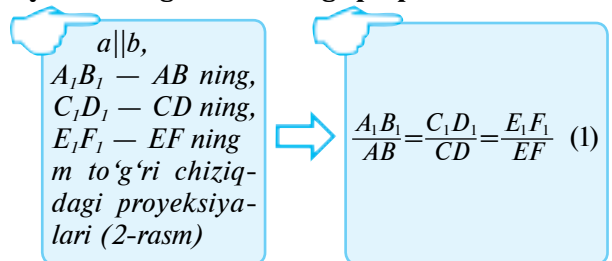 a||b,
A₁B₁ — AB ning,
C₁D₁ — CD ning,
E₁F₁ — EF ning
m to‘g‘ri chiziq-
dagi proyeksiya-
lari (2-rasm)
A₁B₁/AB = C₁D₁/CD = E₁F₁/EF (1)